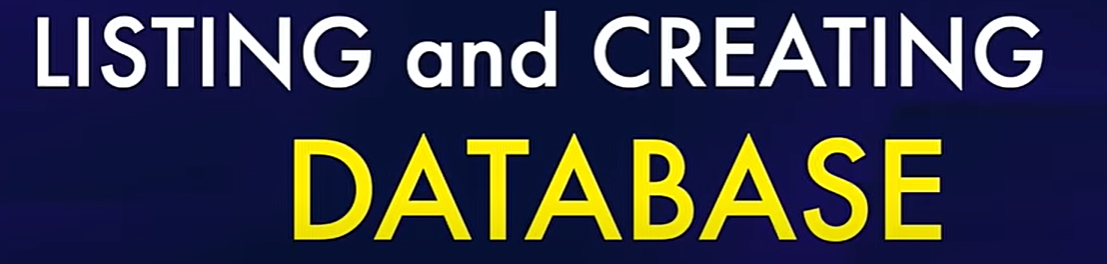 LISTING and CREATING
DATABASE